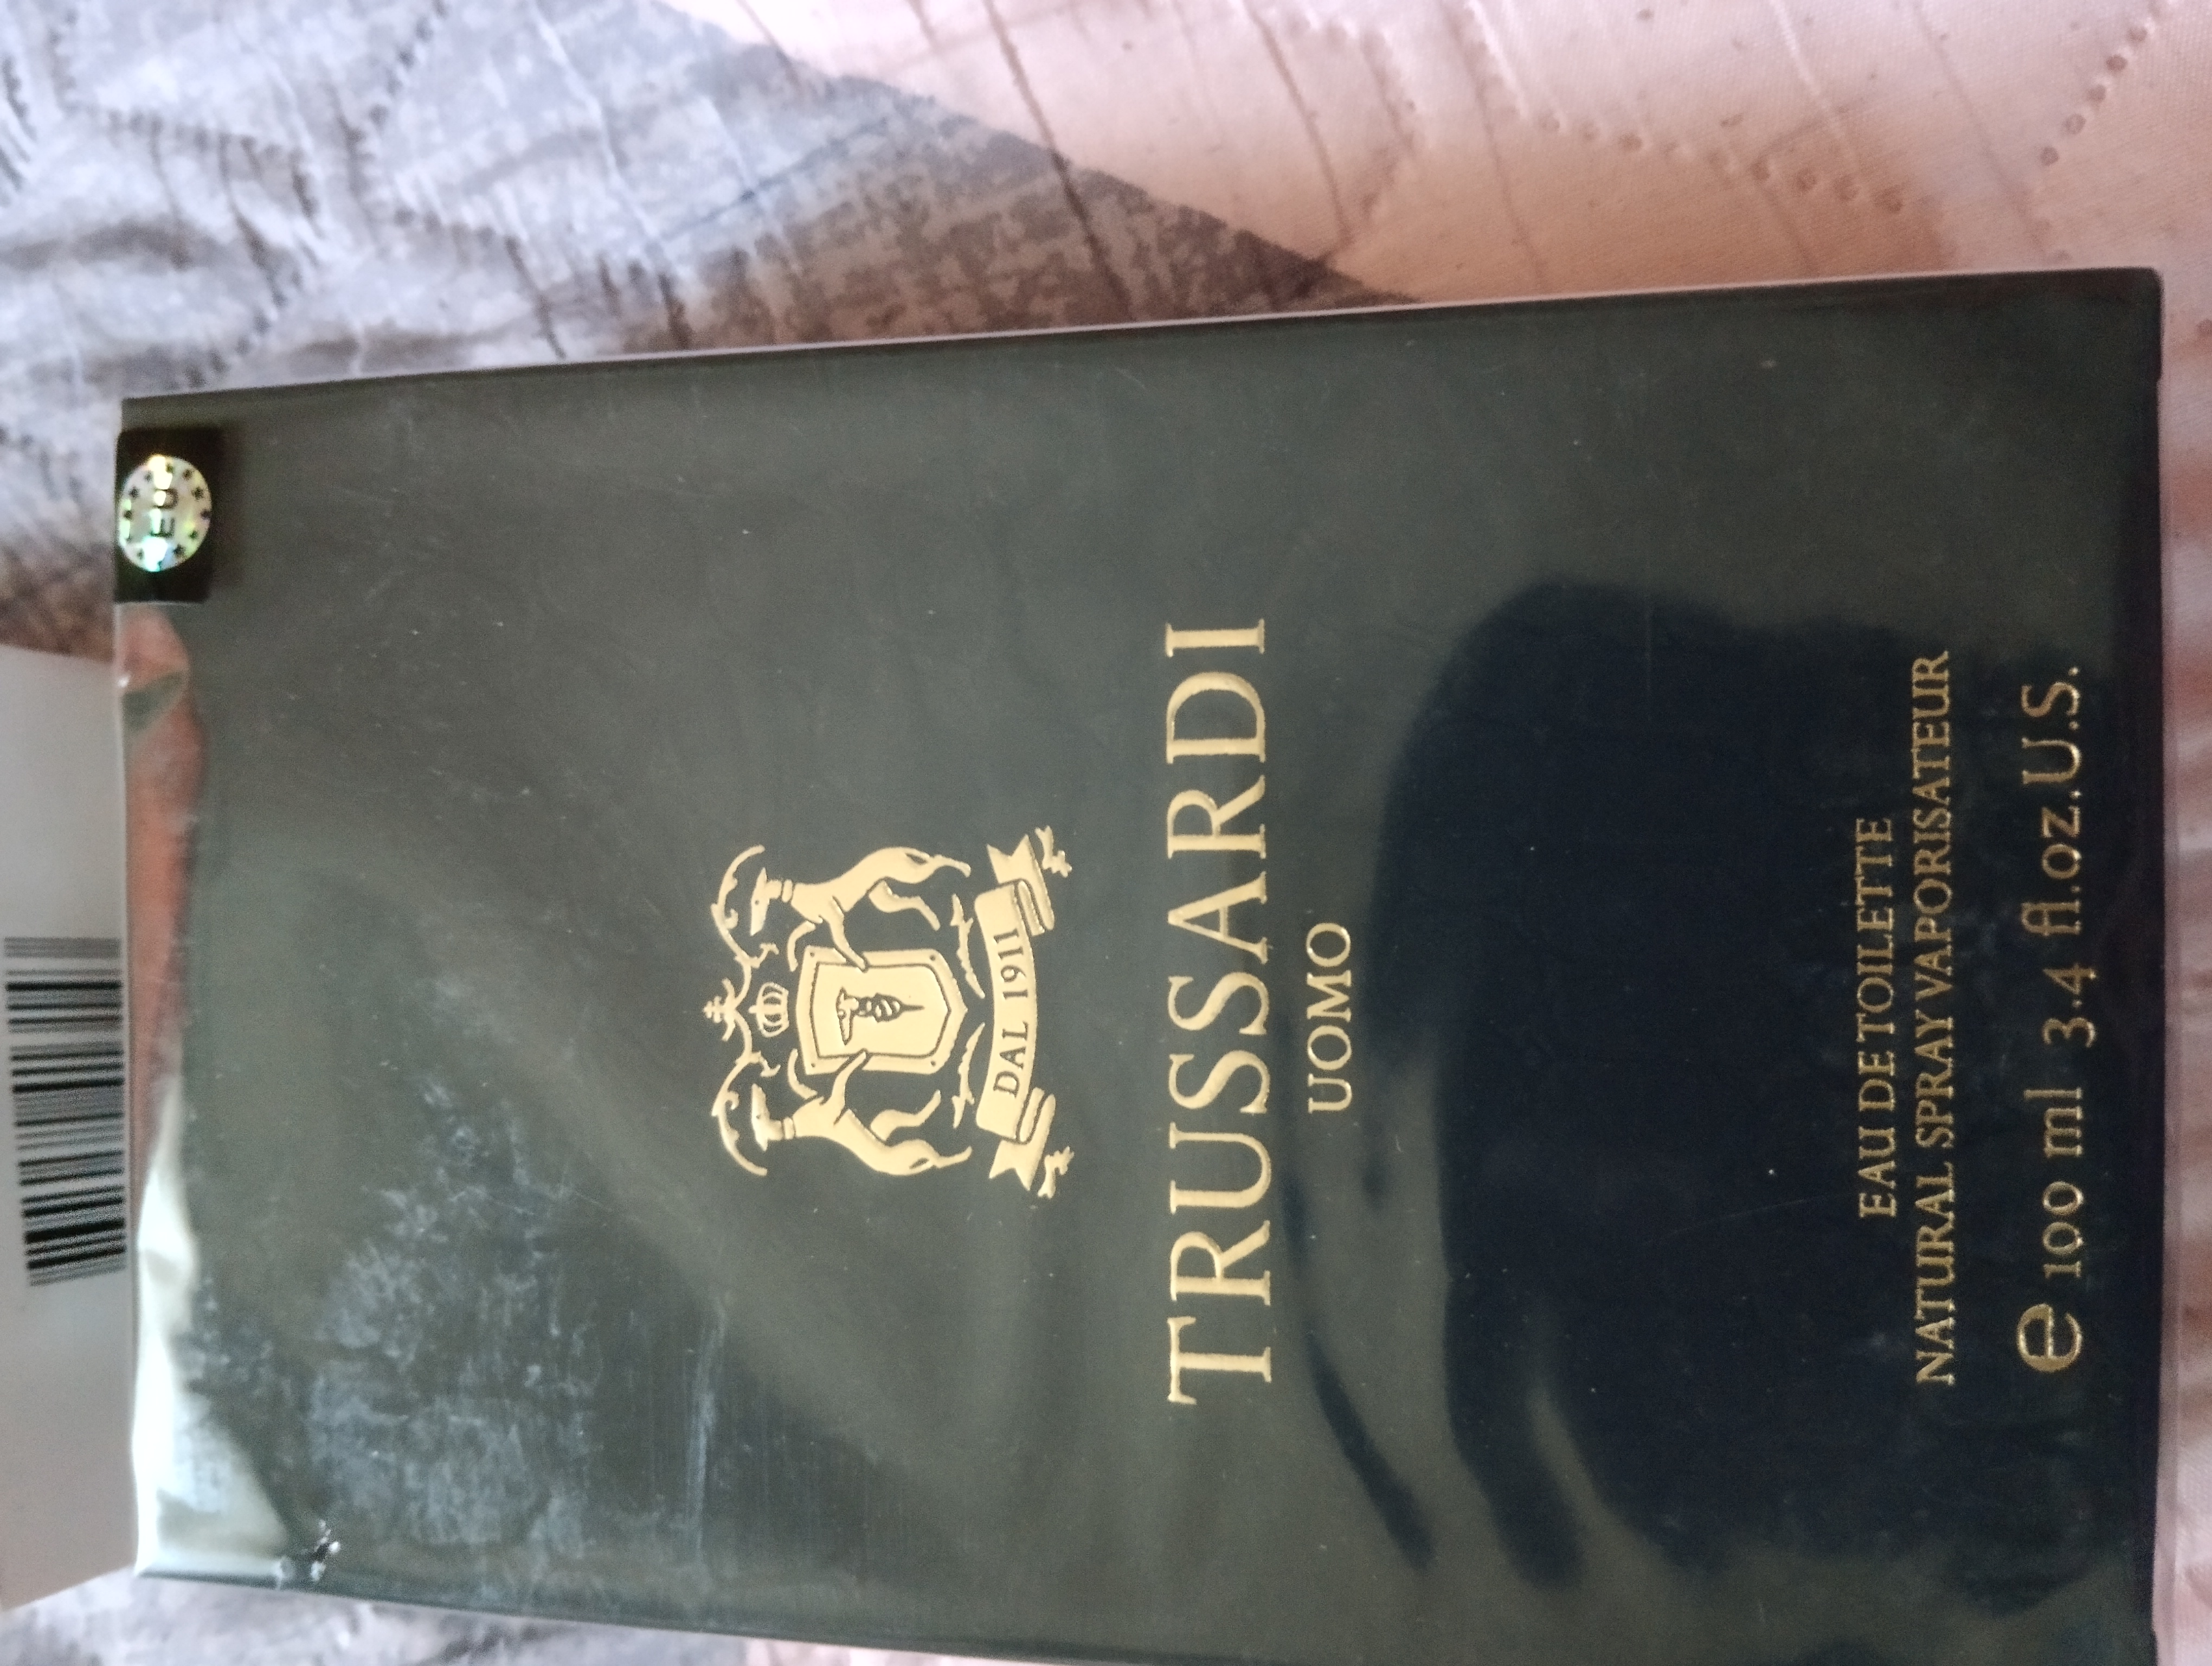 EU
DAL 1911
TRUSSARDI
UOMO
EAU DE TOILETTE
NATURAL SPRAY VAPORISATEUR
e 100 ml 3.4 fl.oz.U.S.